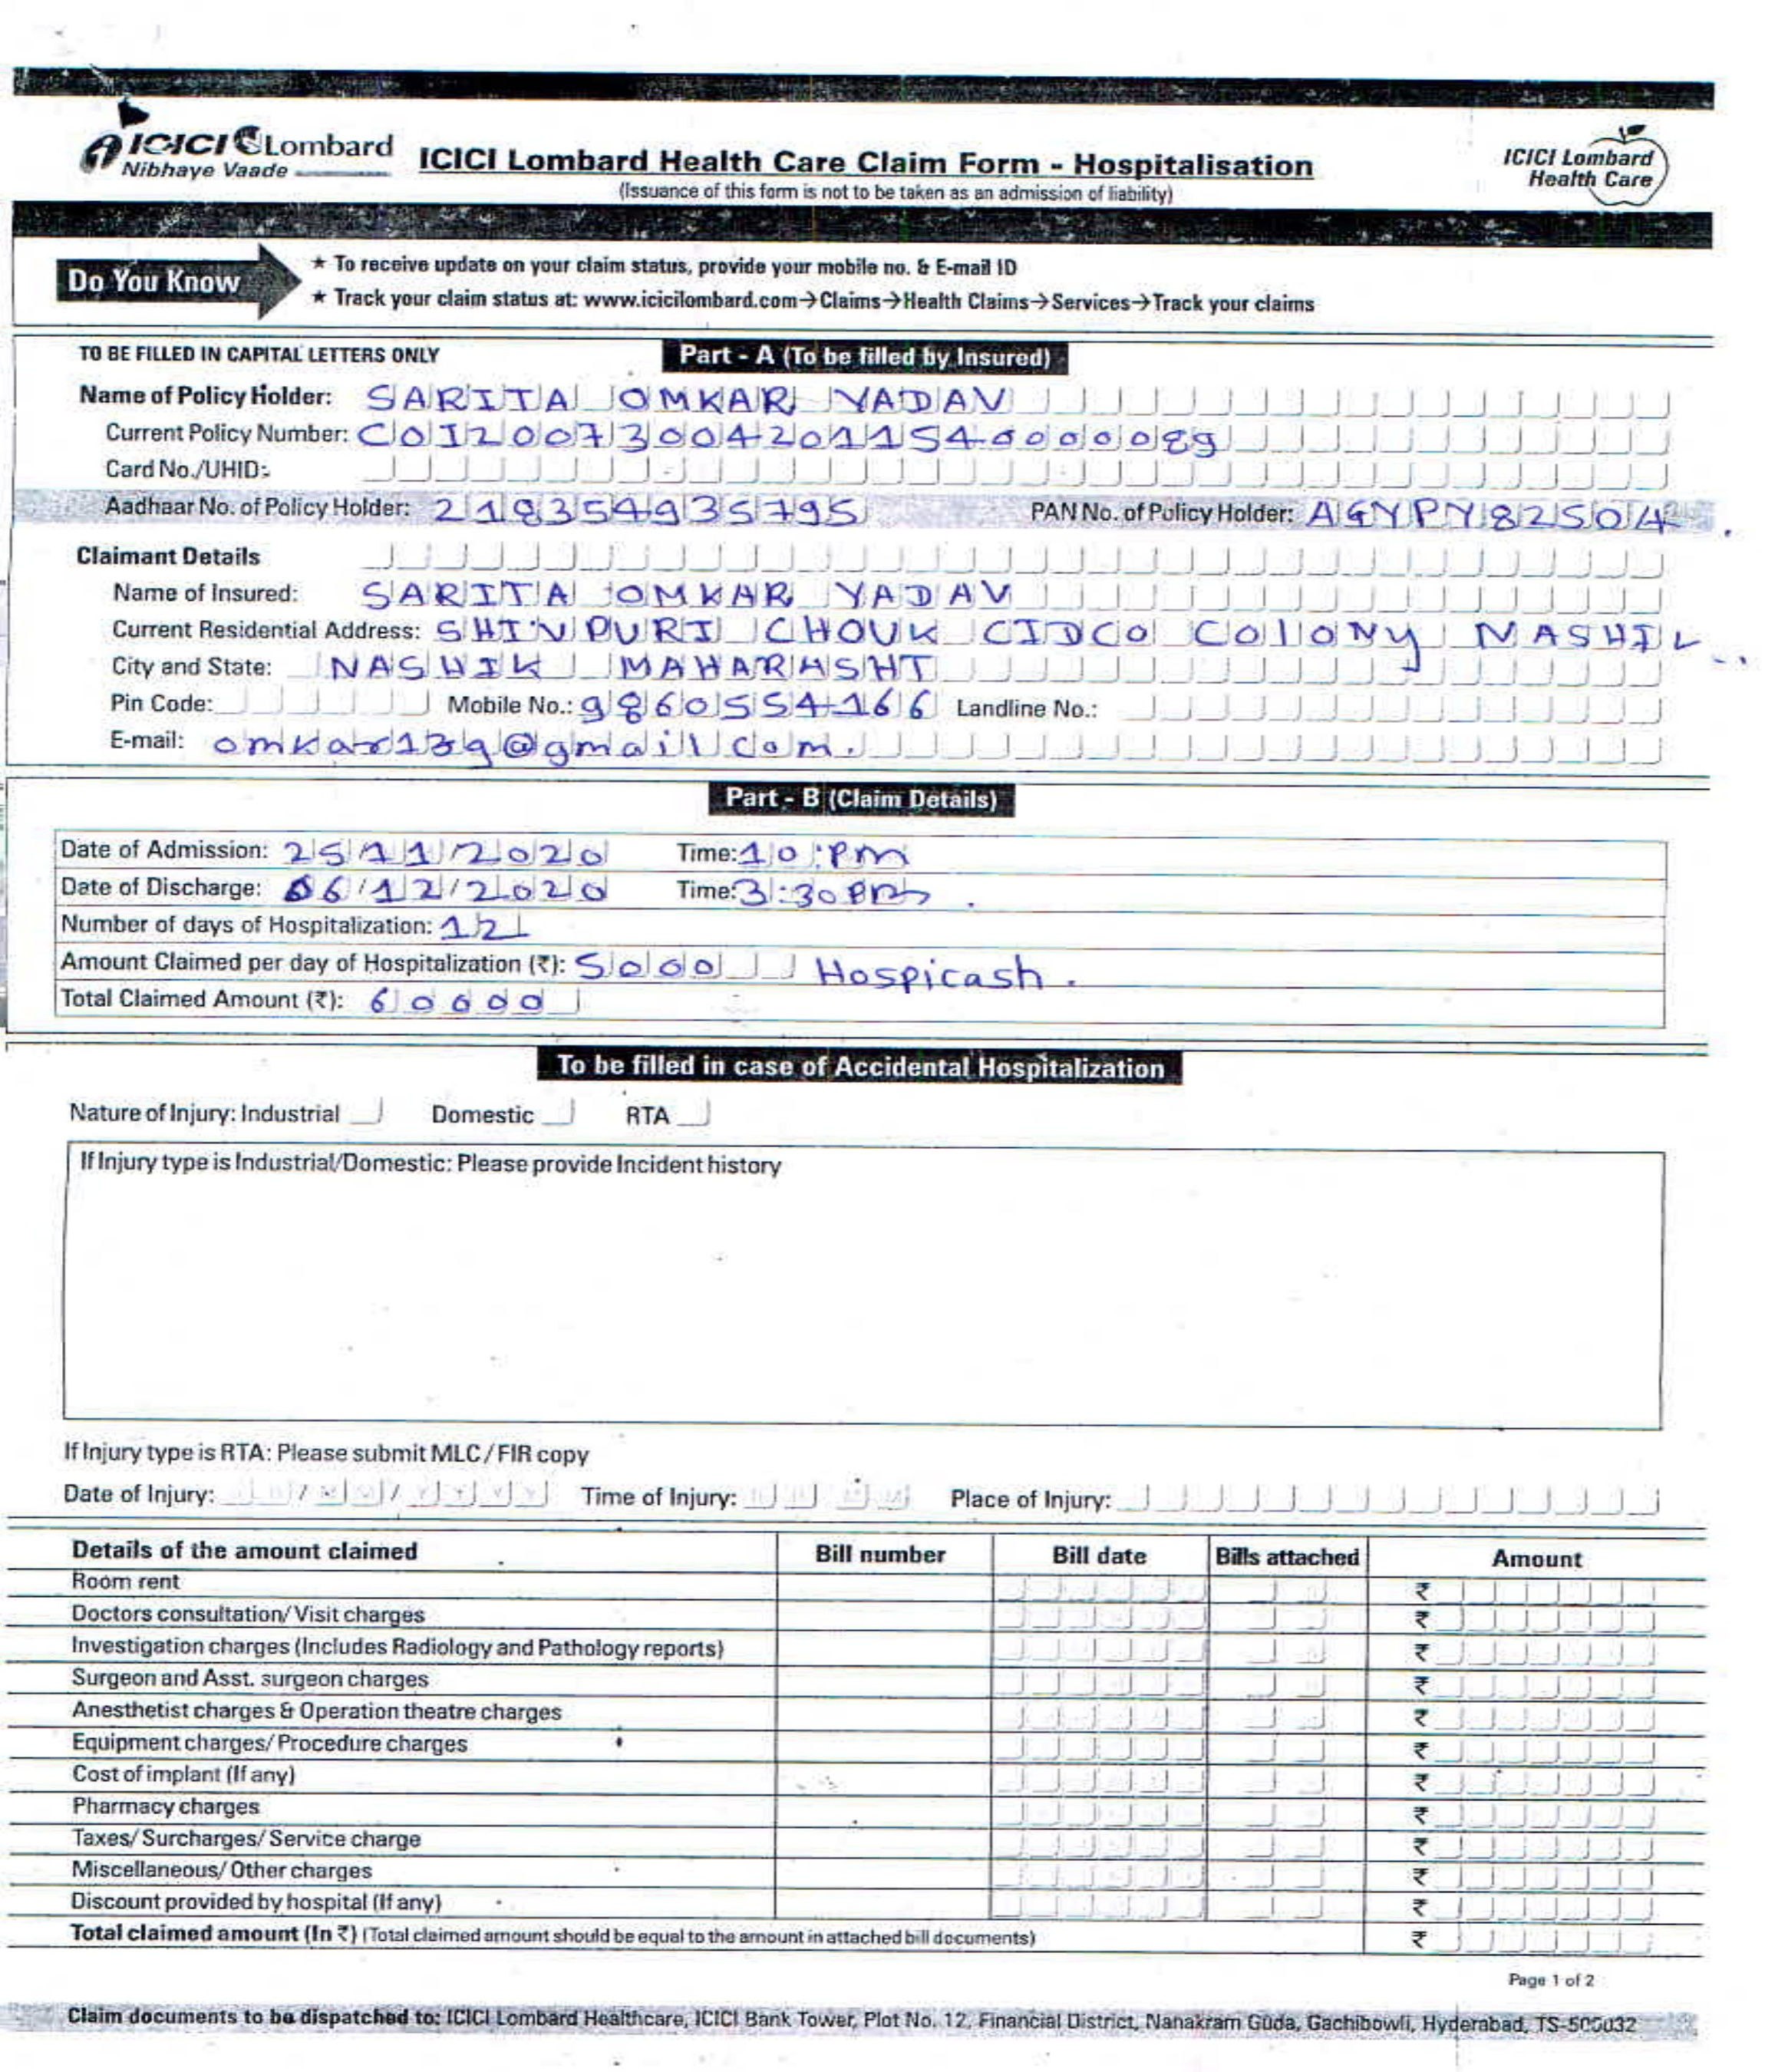 ICICI Lombard
Nibhaye Vaade
ICICI Lombard Health Care Claim Form - Hospitalisation
(Issuance of this form is not to be taken as an admission of liability)
ICICI Lombard
Health Care
Do You Know
★ To receive update on your claim status, provide your mobile no. & E-mail ID
★ Track your claim status at: www.icicilombard.com→Claims→Health Claims→Services→Track your claims
TO BE FILLED IN CAPITAL LETTERS ONLY
Part - A (To be filled by Insured)
Name of Policy Holder: SARITA OMKAR YADAV
Current Policy Number: COI200730042011540000089
Card No./UHID:
Aadhaar No. of Policy Holder: 219354935795 PAN No. of Policy Holder: AGYPY8250A
Claimant Details
Name of Insured: SARITA OMKAR YADAV
Current Residential Address: SHIVPURI CHOUK CIDCO COlONy NASHIK
City and State: NASHIK MAHARASHT
Pin Code: Mobile No.: 9860554166 Landline No.:
E-mail: omkar139@gmail.com.
Part - B (Claim Details)
Date of Admission: 25/11/2020 Time: 10:PM
Date of Discharge: 06/12/2020 Time: 3:30 PM
Number of days of Hospitalization: 12
Amount Claimed per day of Hospitalization (₹): 5000 Hospicash.
Total Claimed Amount (₹): 60000
To be filled in case of Accidental Hospitalization
Nature of Injury: Industrial Domestic RTA
If Injury type is Industrial/Domestic: Please provide Incident history
If Injury type is RTA: Please submit MLC/FIR copy
Date of Injury: Time of Injury: Place of Injury:
Details of the amount claimed Bill number Bill date Bills attached Amount
Room rent ₹
Doctors consultation/Visit charges ₹
Investigation charges (Includes Radiology and Pathology reports) ₹
Surgeon and Asst. surgeon charges ₹
Anesthetist charges & Operation theatre charges ₹
Equipment charges/Procedure charges ₹
Cost of implant (If any) ₹
Pharmacy charges ₹
Taxes/Surcharges/Service charge ₹
Miscellaneous/Other charges ₹
Discount provided by hospital (If any) ₹
Total claimed amount (In ₹) (Total claimed amount should be equal to the amount in attached bill documents) ₹
Page 1 of 2
Claim documents to be dispatched to: ICICI Lombard Healthcare, ICICI Bank Tower, Plot No. 12, Financial District, Nanakram Guda, Gachibowli, Hyderabad, TS-500032